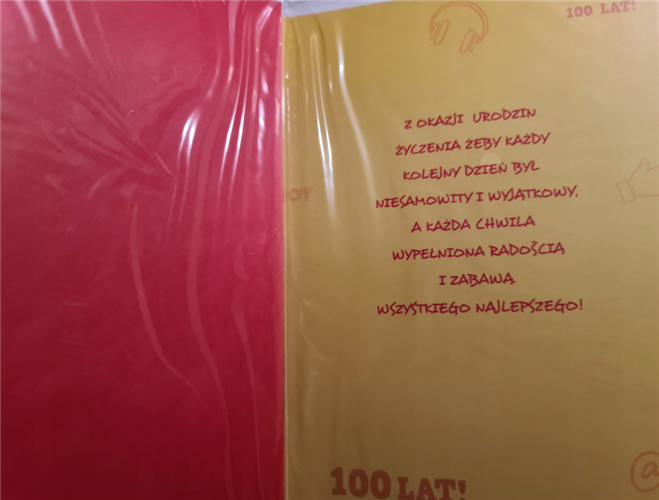 100 LAT!
Z OKAZJI URODZIN
ŻYCZENIA ŻEBY KAŻDY
KOLEJNY DZIEŃ BYŁ
NIESAMOWITY I WYJĄTKOWY,
A KAŻDA CHWILA
WYPEŁNIONA RADOŚCIĄ
I ZABAWĄ.
WSZYSTKIEGO NAJLEPSZEGO!
@
100 LAT!